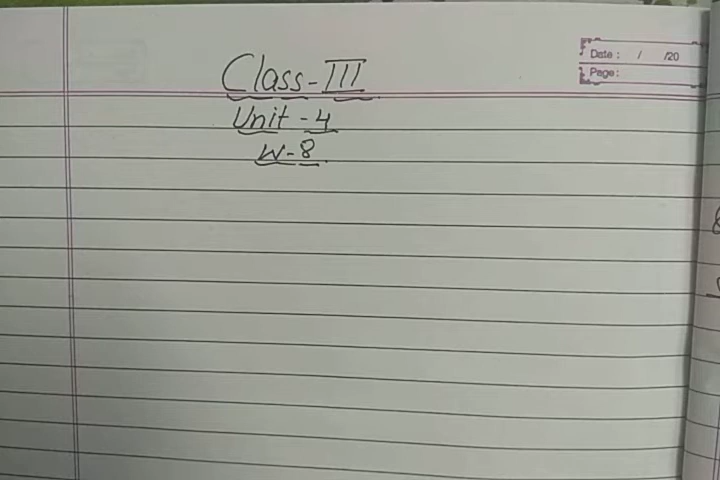 Class-III
Unit - 4
W-8
Date : / /20
Page: